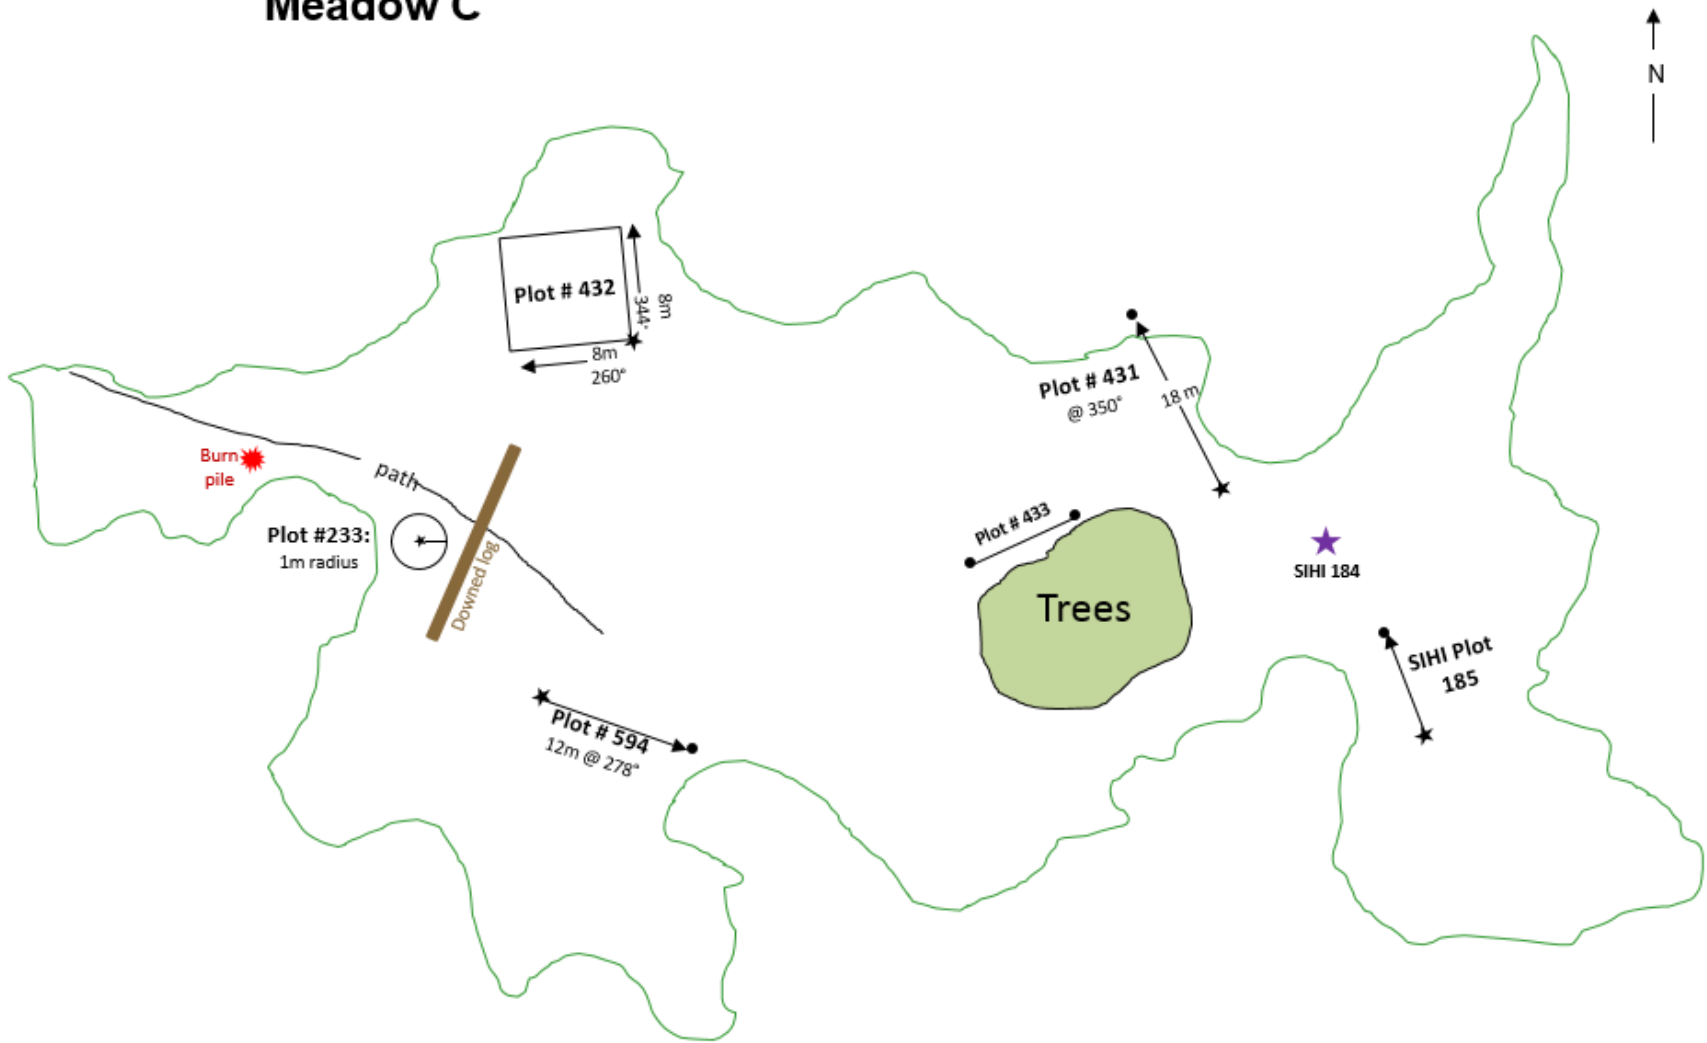 Meadow C
N
Plot # 432
8m
344°
8m
260°
Plot # 431
@ 350°
18 m
Burn
pile
path
Plot #233:
1m radius
Downed log
Plot # 433
Trees
SIHI 184
SIHI Plot
185
Plot # 594
12m @ 278°